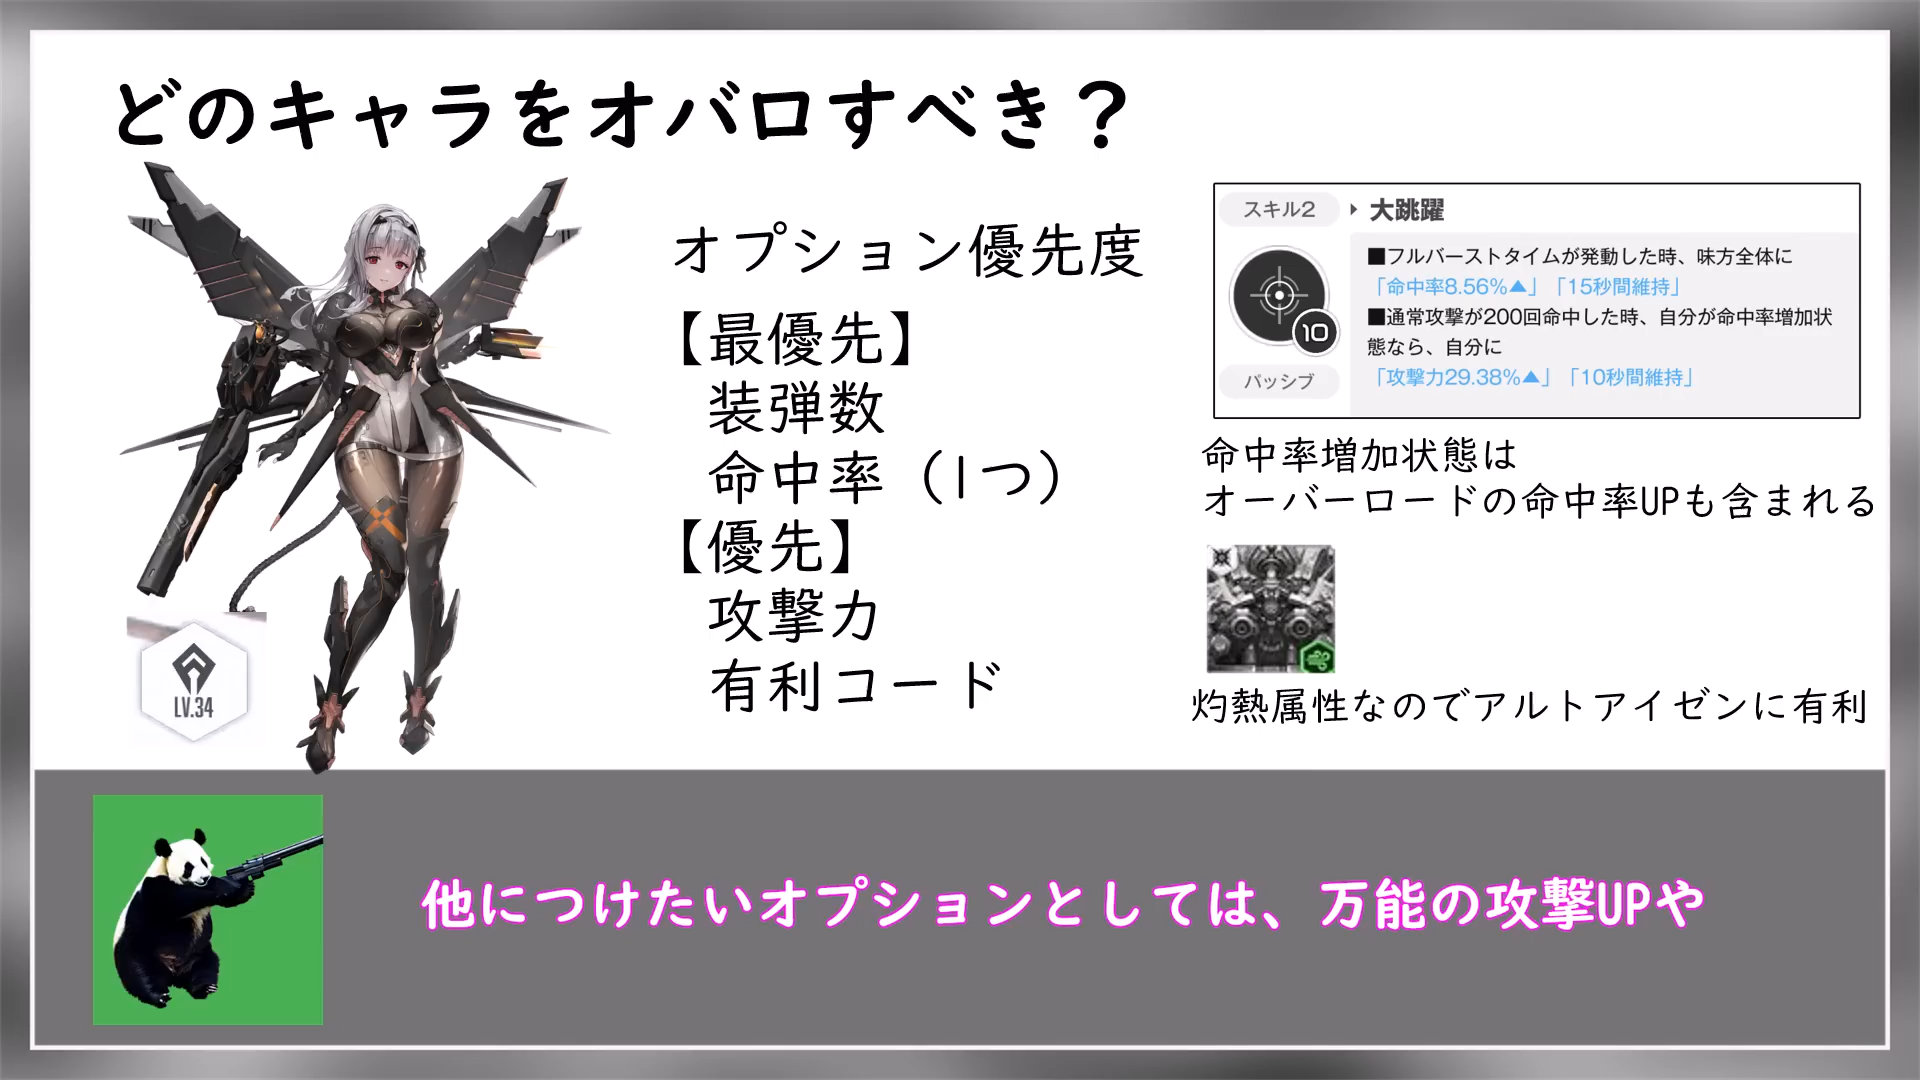 どのキャラをオバロすべき？
オプション優先度
【最優先】
装弾数
命中率（1つ）
【優先】
攻撃力
有利コード
LV.34
スキル2
大跳躍
10
パッシブ
■フルバーストタイムが発動した時、味方全体に
「命中率8.56%▲」「15秒間維持」
■通常攻撃が200回命中した時、自分が命中率増加状
態なら、自分に
「攻撃力29.38%▲」「10秒間維持」
命中率増加状態は
オーバーロードの命中率UPも含まれる
灼熱属性なのでアルトアイゼンに有利
他につけたいオプションとしては、万能の攻撃UPや